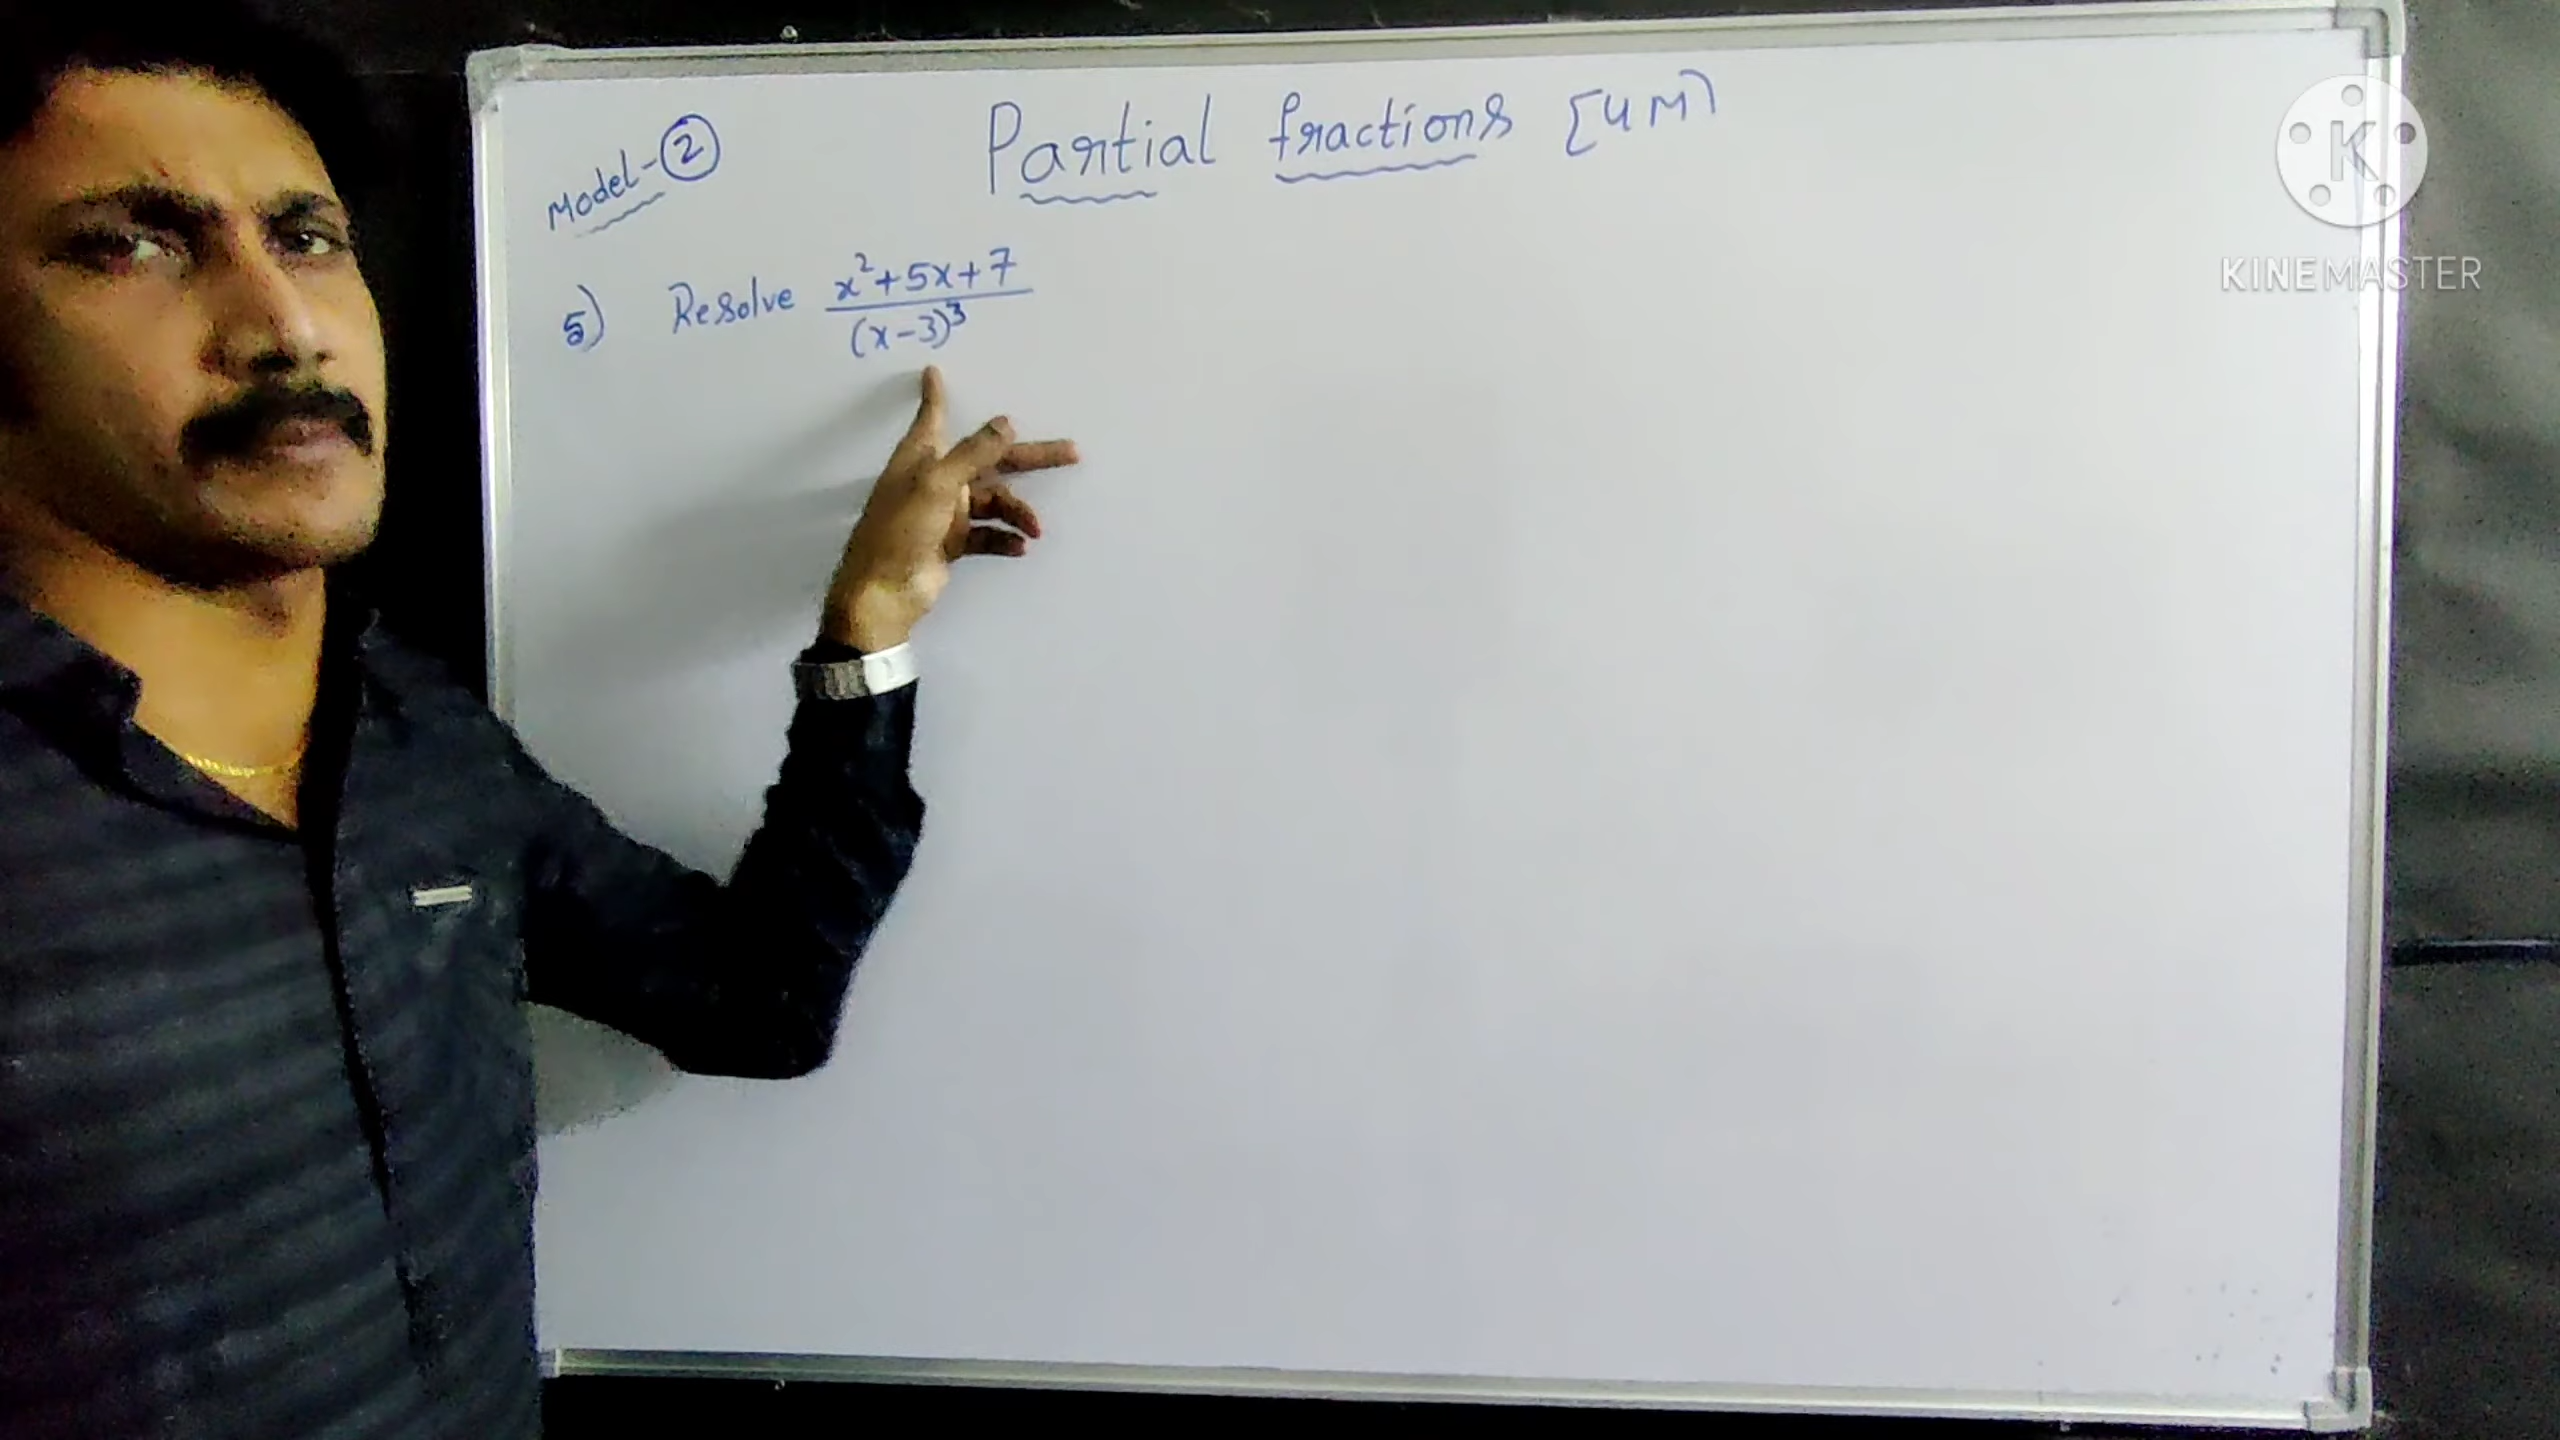 Partial fractions [4M]
Model-②
5) Resolve x²+5x+7
(x-3)³
K
KINEMASTER